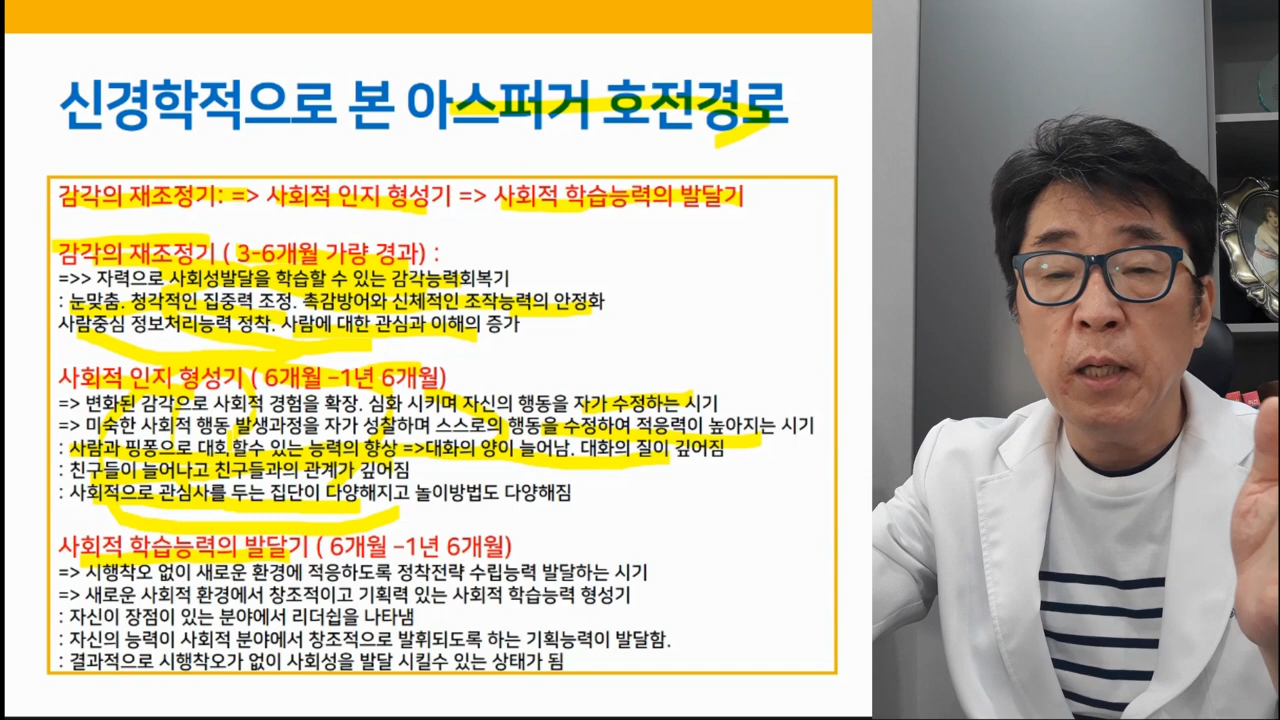 신경학적으로 본 아스퍼거 호전경로
감각의 재조정기: => 사회적 인지 형성기 => 사회적 학습능력의 발달기
감각의 재조정기 ( 3-6개월 가량 경과) :
=>> 자력으로 사회성발달을 학습할 수 있는 감각능력회복기
: 눈맞춤. 청각적인 집중력 조정. 촉감방어와 신체적인 조작능력의 안정화
사람중심 정보처리능력 정착. 사람에 대한 관심과 이해의 증가
사회적 인지 형성기 ( 6개월 –1년 6개월)
=> 변화된 감각으로 사회적 경험을 확장. 심화 시키며 자신의 행동을 자가 수정하는 시기
=> 미숙한 사회적 행동 발생과정을 자가 성찰하며 스스로의 행동을 수정하여 적응력이 높아지는 시기
: 사람과 핑퐁으로 대호할수 있는 능력의 향상 =>대화의 양이 늘어남. 대화의 질이 깊어짐
: 친구들이 늘어나고 친구들과의 관계가 깊어짐
: 사회적으로 관심사를 두는 집단이 다양해지고 놀이방법도 다양해짐
사회적 학습능력의 발달기 ( 6개월 –1년 6개월)
=> 시행착오 없이 새로운 환경에 적응하도록 정착전략 수립능력 발달하는 시기
=> 새로운 사회적 환경에서 창조적이고 기획력 있는 사회적 학습능력 형성기
: 자신이 장점이 있는 분야에서 리더쉽을 나타냄
: 자신의 능력이 사회적 분야에서 창조적으로 발휘되도록 하는 기획능력이 발달함.
: 결과적으로 시행착오가 없이 사회성을 발달 시킬수 있는 상태가 됨